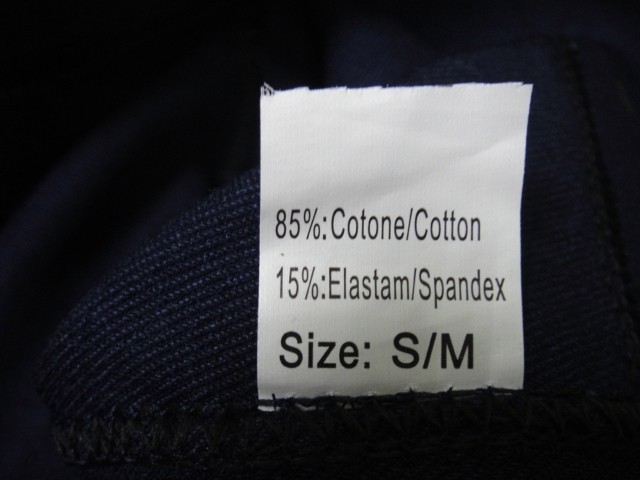 85%:Cotone/Cotton
15%:Elastam/Spandex
Size: S/M